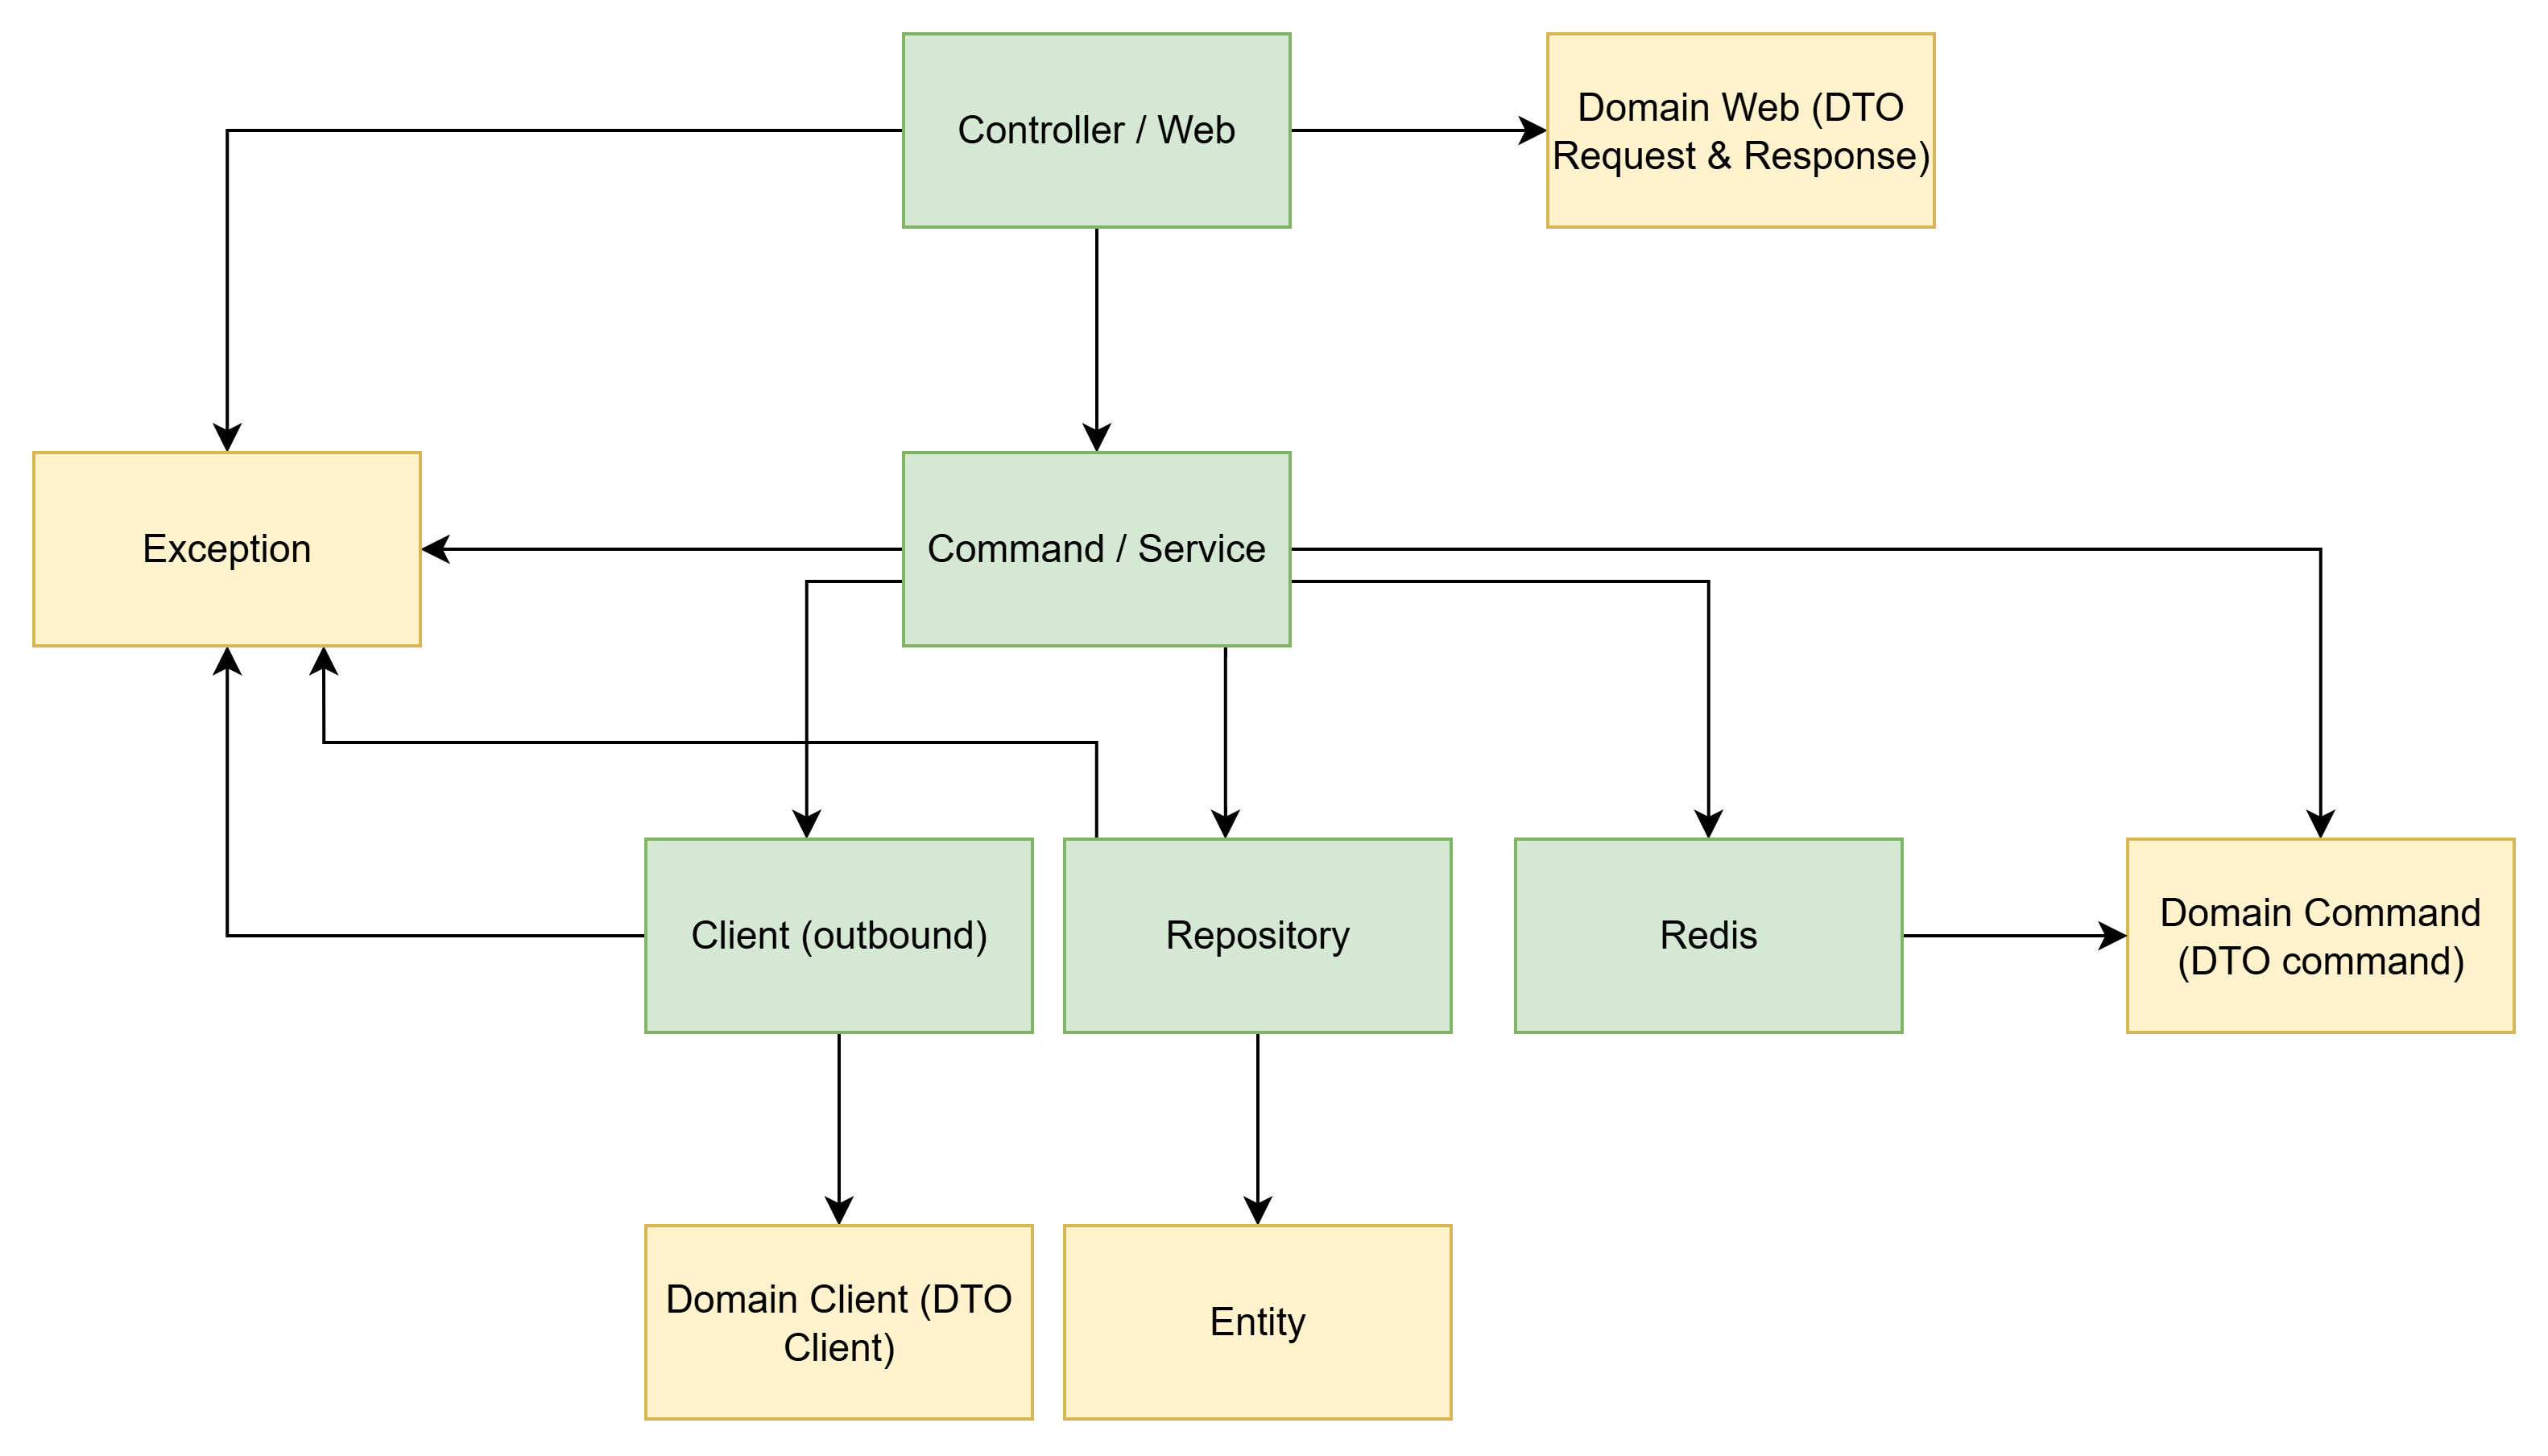 Controller / Web
Domain Web (DTO
Request & Response)
Exception
Command / Service
Client (outbound)
Repository
Redis
Domain Command
(DTO command)
Domain Client (DTO
Client)
Entity